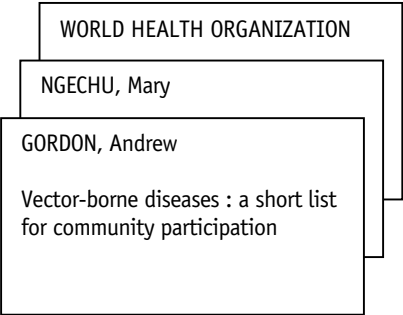 WORLD HEALTH ORGANIZATION
NGECHU, Mary
GORDON, Andrew
Vector-borne diseases : a short list
for community participation